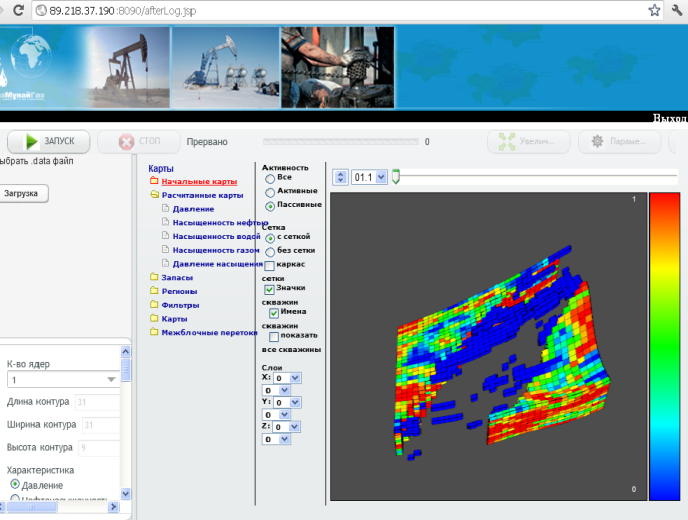 89.218.37.190:8090/afterLog.jsp
МунайГаз
Выход
ЗАПУСК
СТОП
Прервано
0
Увелич...
Параме...
ыбрать .data файл
Загрузка
К-во ядер
1
Длина контура 31
Ширина контура 31
Высота контура 9
Характеристика
Давление
Нефтенасыщенность
Карты
Начальные карты
Расчитанные карты
Давление
Насыщенность нефтью
Насыщенность водой
Насыщенность газом
Давление насыщения
Запасы
Регионы
Фильтры
Карты
Межблочные перетоки
Активность
Все
Активные
Пассивные
Сетка
с сеткой
без сетки
каркас
сетки
Значки
скважин
Имена
скважин
показать
все скважины
Слои
X: 0
0
Y: 0
0
Z: 0
0
01.1
1
0